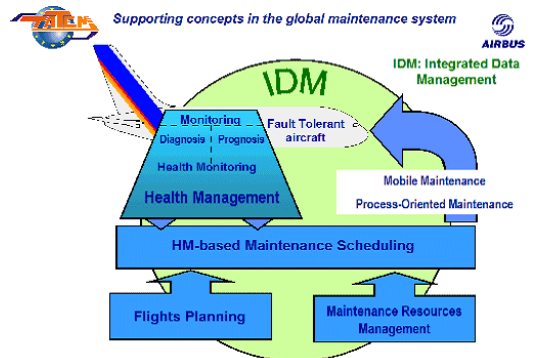 TATEM
Supporting concepts in the global maintenance system
AIRBUS
IDM: Integrated Data
Management
IDM
Monitoring
Diagnosis Prognosis
Health Monitoring
Health Management
Fault Tolerant
aircraft
Mobile Maintenance
Process-Oriented Maintenance
HM-based Maintenance Scheduling
Flights Planning
Maintenance Resources
Management